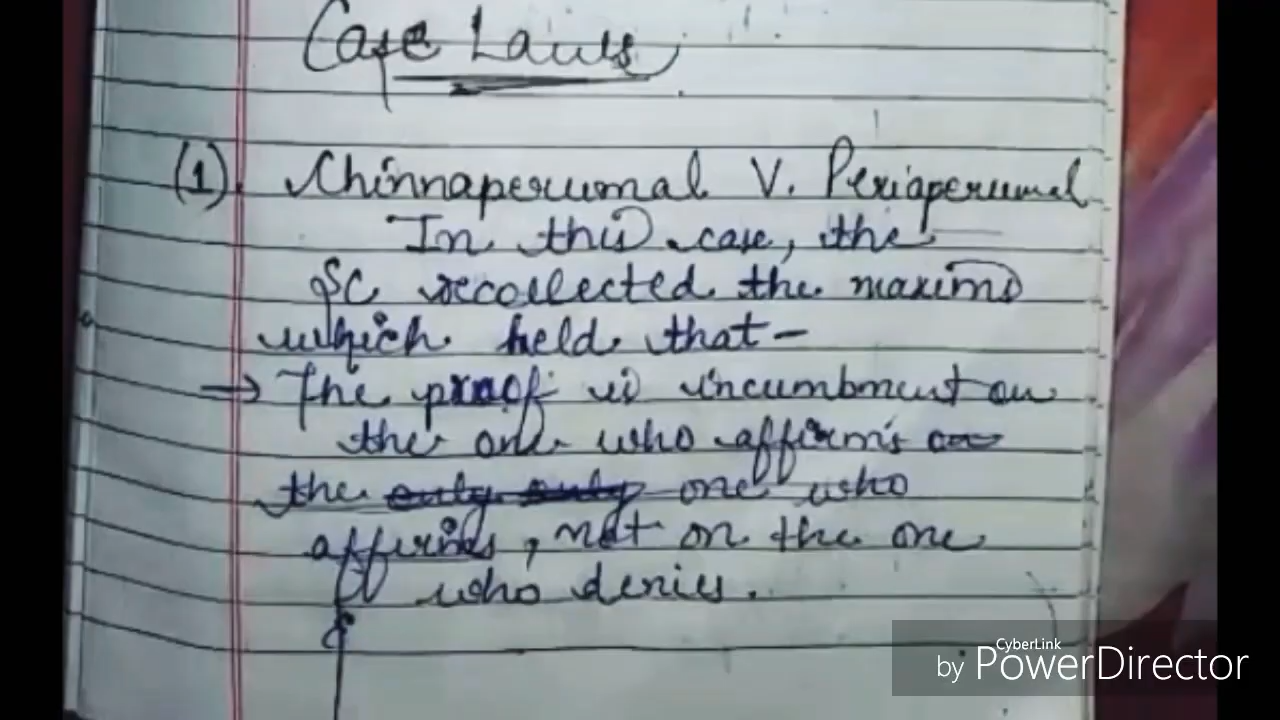 Case Laws
(1). Chinnaperumal V. Periaperumal
In this case, the
SC recollected the maxims
which held that -
→ The proof is incumbment on
the one who affirms
the one who
affirms, not on the one
who denies.
CyberLink
by PowerDirector